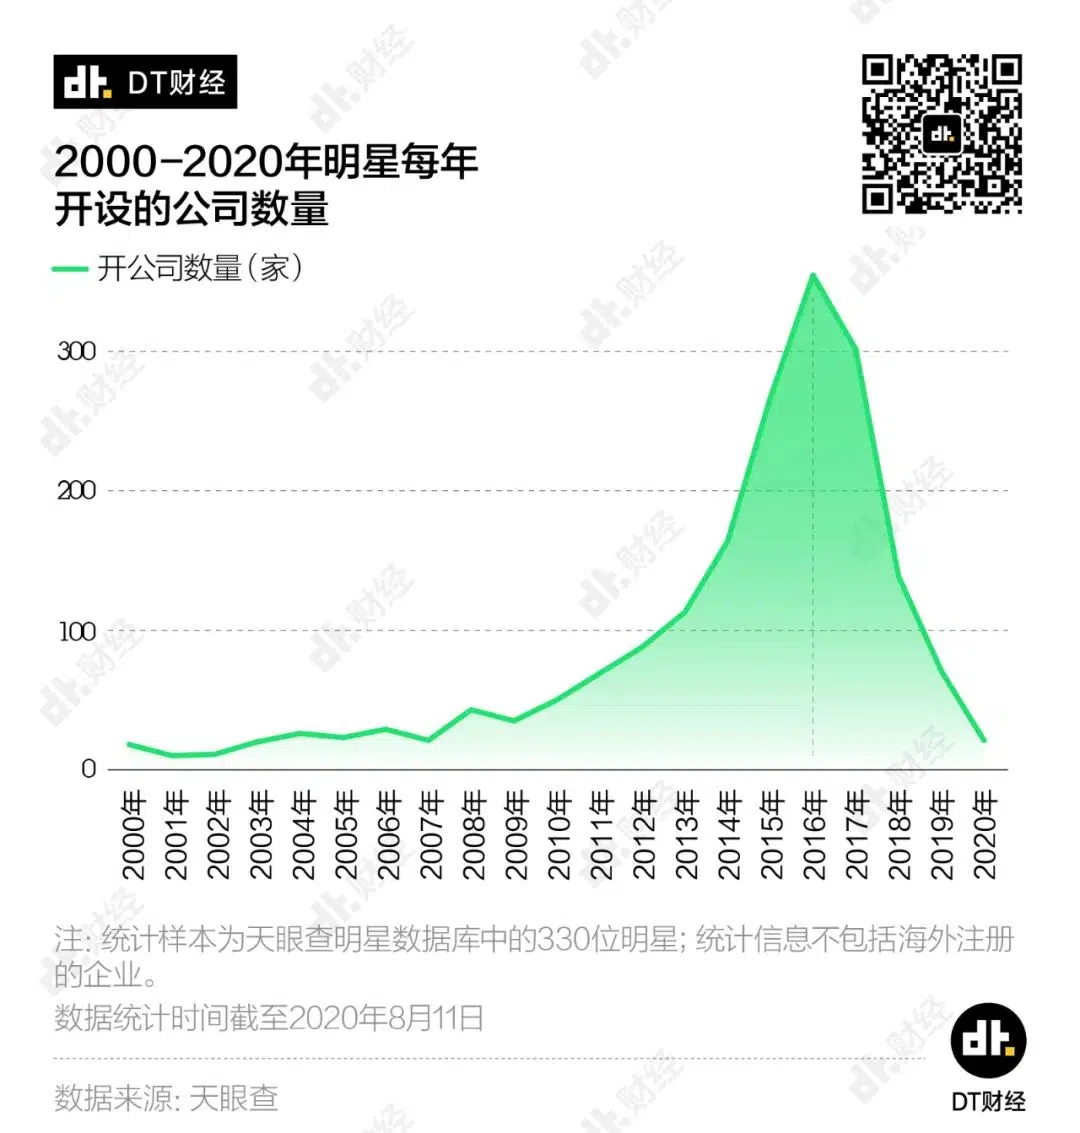 dt. DT财经
2000-2020年明星每年
开设的公司数量
开公司数量(家)
300
200
100
0
2000年
2001年
2002年
2003年
2004年
2005年
2006年
2007年
2008年
2009年
2010年
2011年
2012年
2013年
2014年
2015年
2016年
2017年
2018年
2019年
2020年
注: 统计样本为天眼查明星数据库中的330位明星; 统计信息不包括海外注册
的企业。
数据统计时间截至2020年8月11日
数据来源: 天眼查
dt.
DT财经